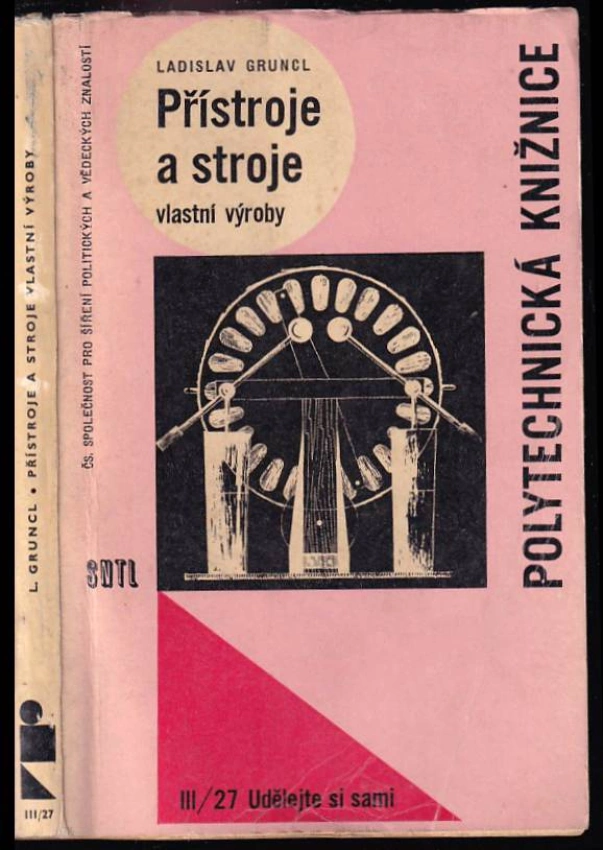 L. GRUNCL • PŘÍSTROJE A STROJE VLASTNÍ VÝROBY
III/27
ČS. SPOLEČNOST PRO ŠÍŘENÍ POLITICKÝCH A VĚDECKÝCH ZNALOSTÍ
LADISLAV GRUNCL
Přístroje
a stroje
vlastní výroby
POLYTECHNICKÁ KNIŽNICE
SNTL
III/27 Udělejte si sami